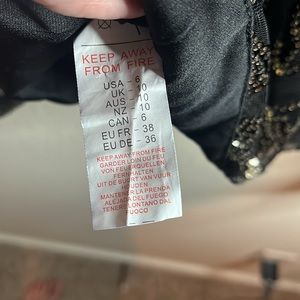 KEEP AWAY
FROM FIRE
USA - 6
UK - 10
AUS - 10
NZ - 10
CAN - 6
EU FR - 38
EU DE - 36
KEEP AWAY FROM FIRE
GARDER LOIN DU FEU
VON FEUERQUELLEN
FERNHALTEN
UIT DE BUURT VAN VUUR
HOUDEN
MANTENER LA PRENDA
ALEJADA DEL FUEGO
TENERE LONTANO DAL
FUOCO